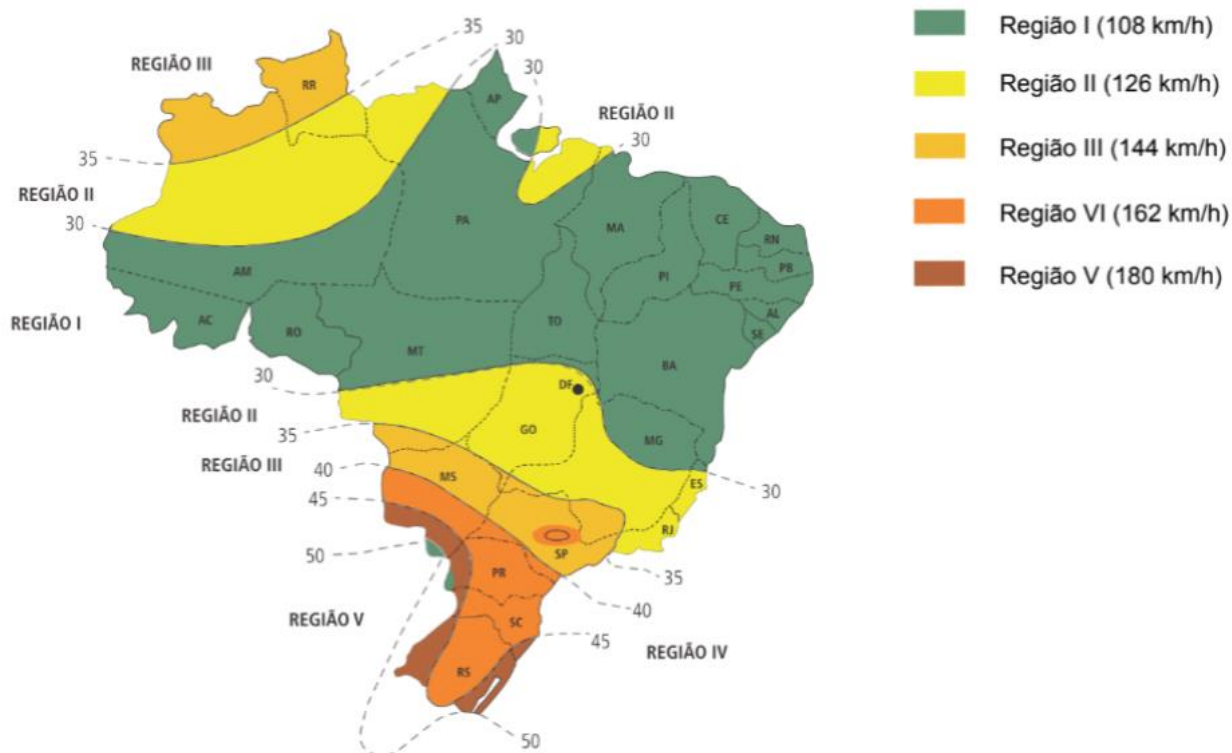 35
30
30
REGIÃO III
RR
AP
REGIÃO II
30
35
REGIÃO II
30
PA
MA
CE
RN
PB
PI
PE
AL
SE
AM
AC
RO
TO
MT
BA
REGIÃO I
30
DF
REGIÃO II
GO
MG
35
REGIÃO III
40
MS
ES
30
45
RJ
SP
50
35
PR
40
REGIÃO V
SC
45
REGIÃO IV
RS
50
Região I (108 km/h)
Região II (126 km/h)
Região III (144 km/h)
Região VI (162 km/h)
Região V (180 km/h)